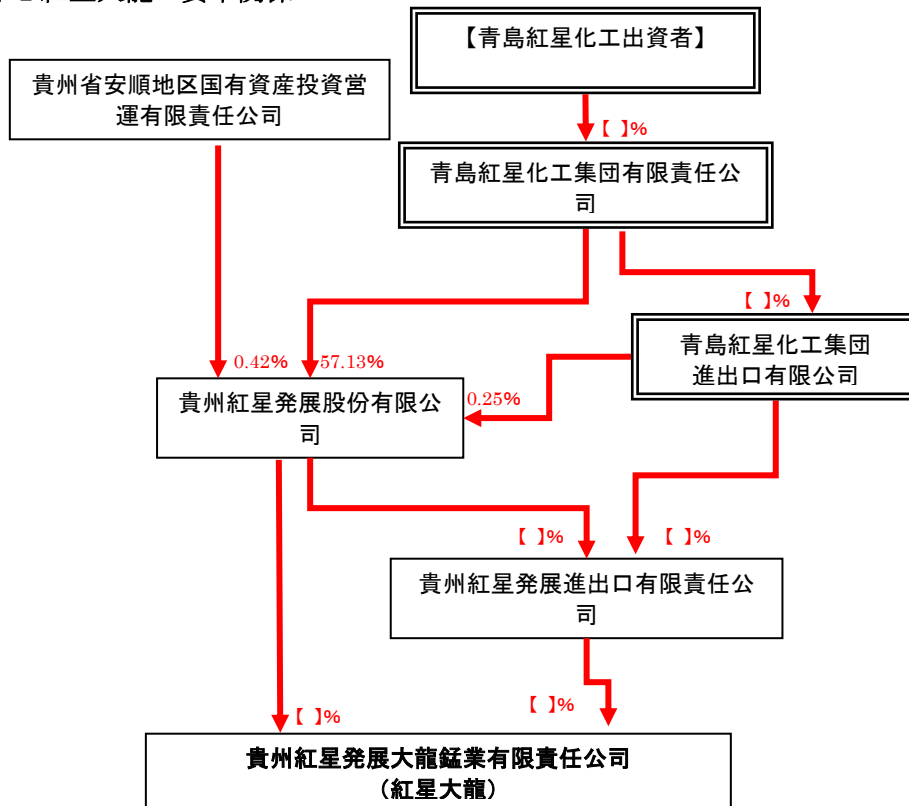 【青島紅星化工出資者】
貴州省安順地区国有資産投資営
運有限責任公司
【 】%
青島紅星化工集団有限責任公
司
【 】%
青島紅星化工集団
進出口有限公司
0.42%
57.13%
0.25%
貴州紅星発展股份有限公
司
【 】%
【 】%
貴州紅星発展進出口有限責任公
司
【 】%
【 】%
貴州紅星発展大龍錳業有限責任公司
（紅星大龍）